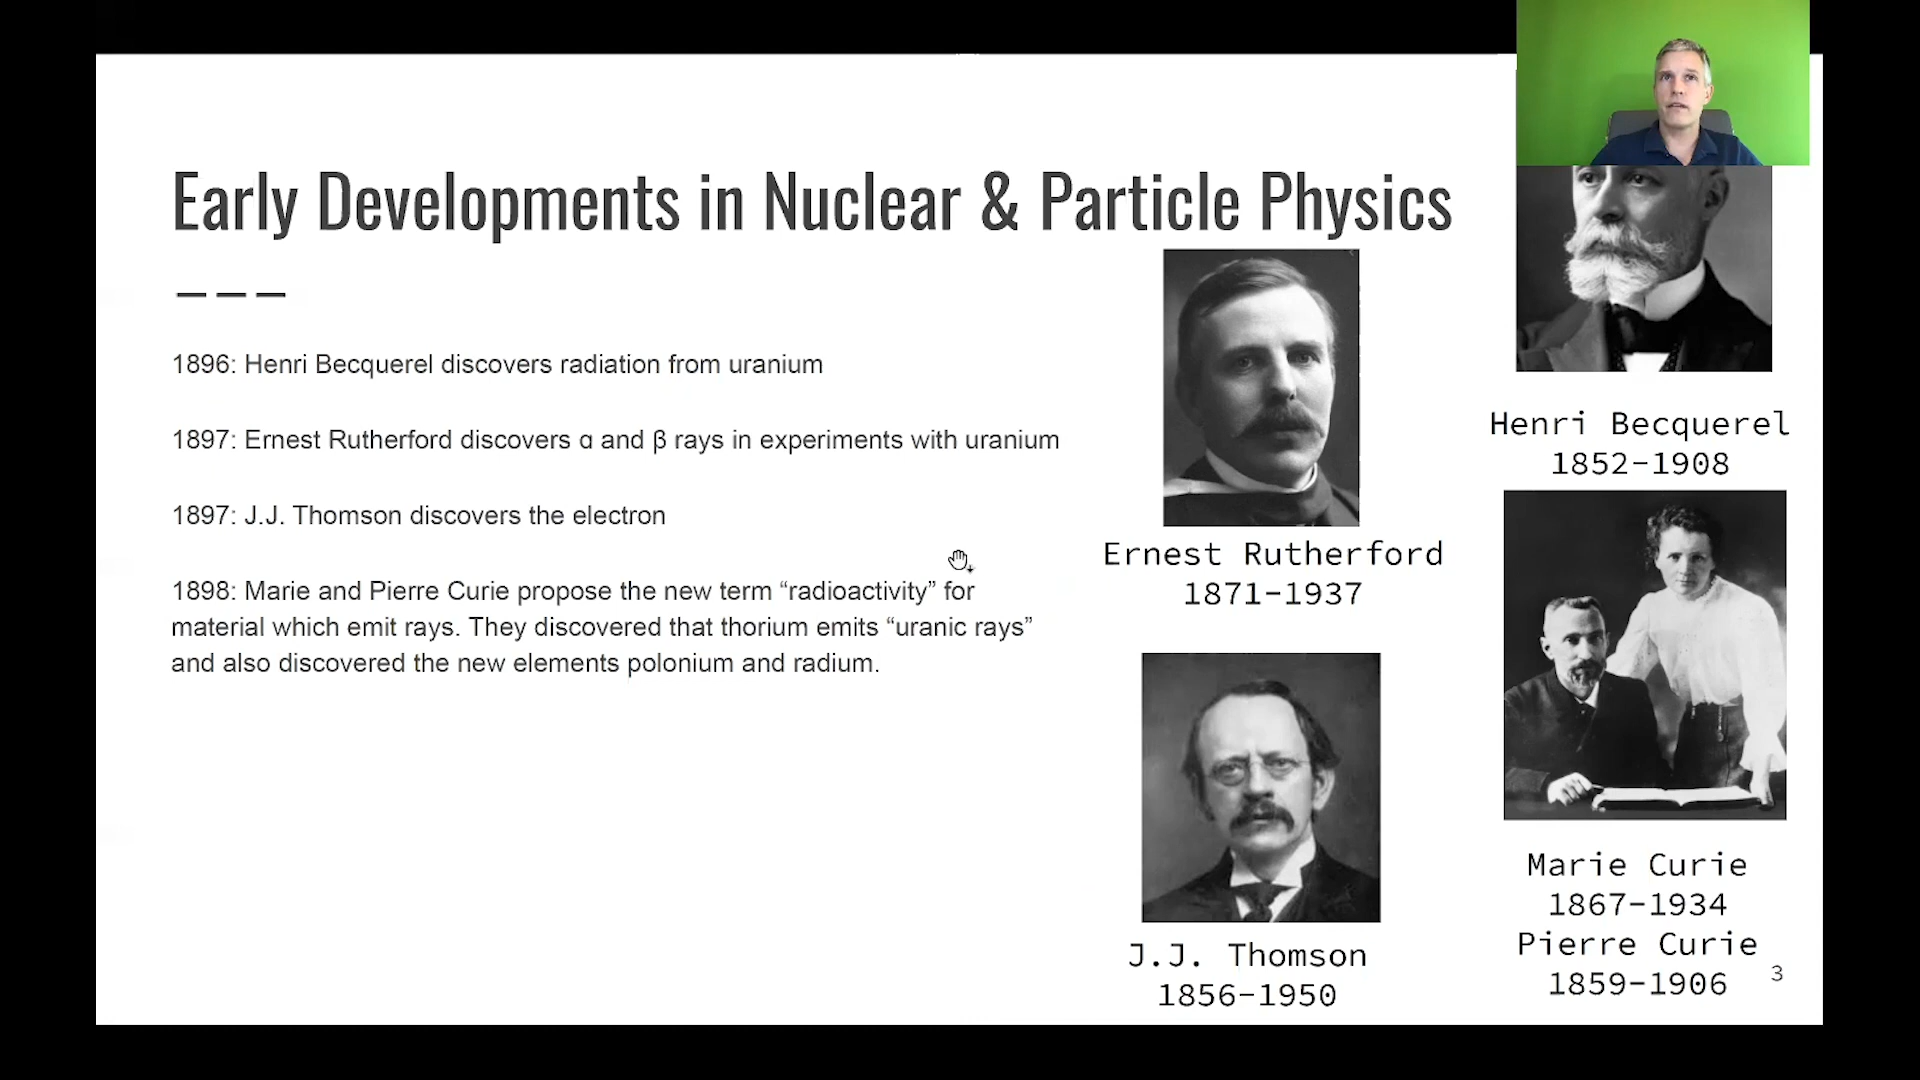 Early Developments in Nuclear & Particle Physics
1896: Henri Becquerel discovers radiation from uranium
1897: Ernest Rutherford discovers α and β rays in experiments with uranium
1897: J.J. Thomson discovers the electron
1898: Marie and Pierre Curie propose the new term “radioactivity” for
material which emit rays. They discovered that thorium emits “uranic rays”
and also discovered the new elements polonium and radium.
Ernest Rutherford
1871-1937
J.J. Thomson
1856-1950
Henri Becquerel
1852-1908
Marie Curie
1867-1934
Pierre Curie
1859-1906
3